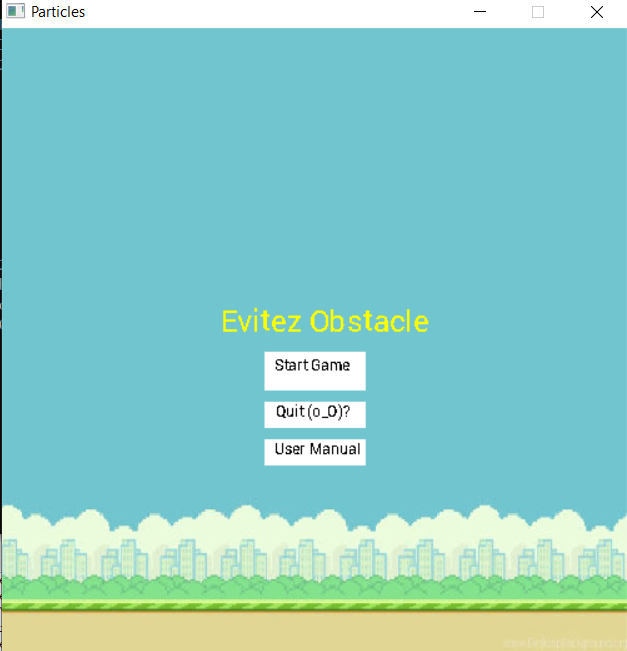 Particles
Evitez Obstacle
Start Game
Quit (o_O)?
User Manual